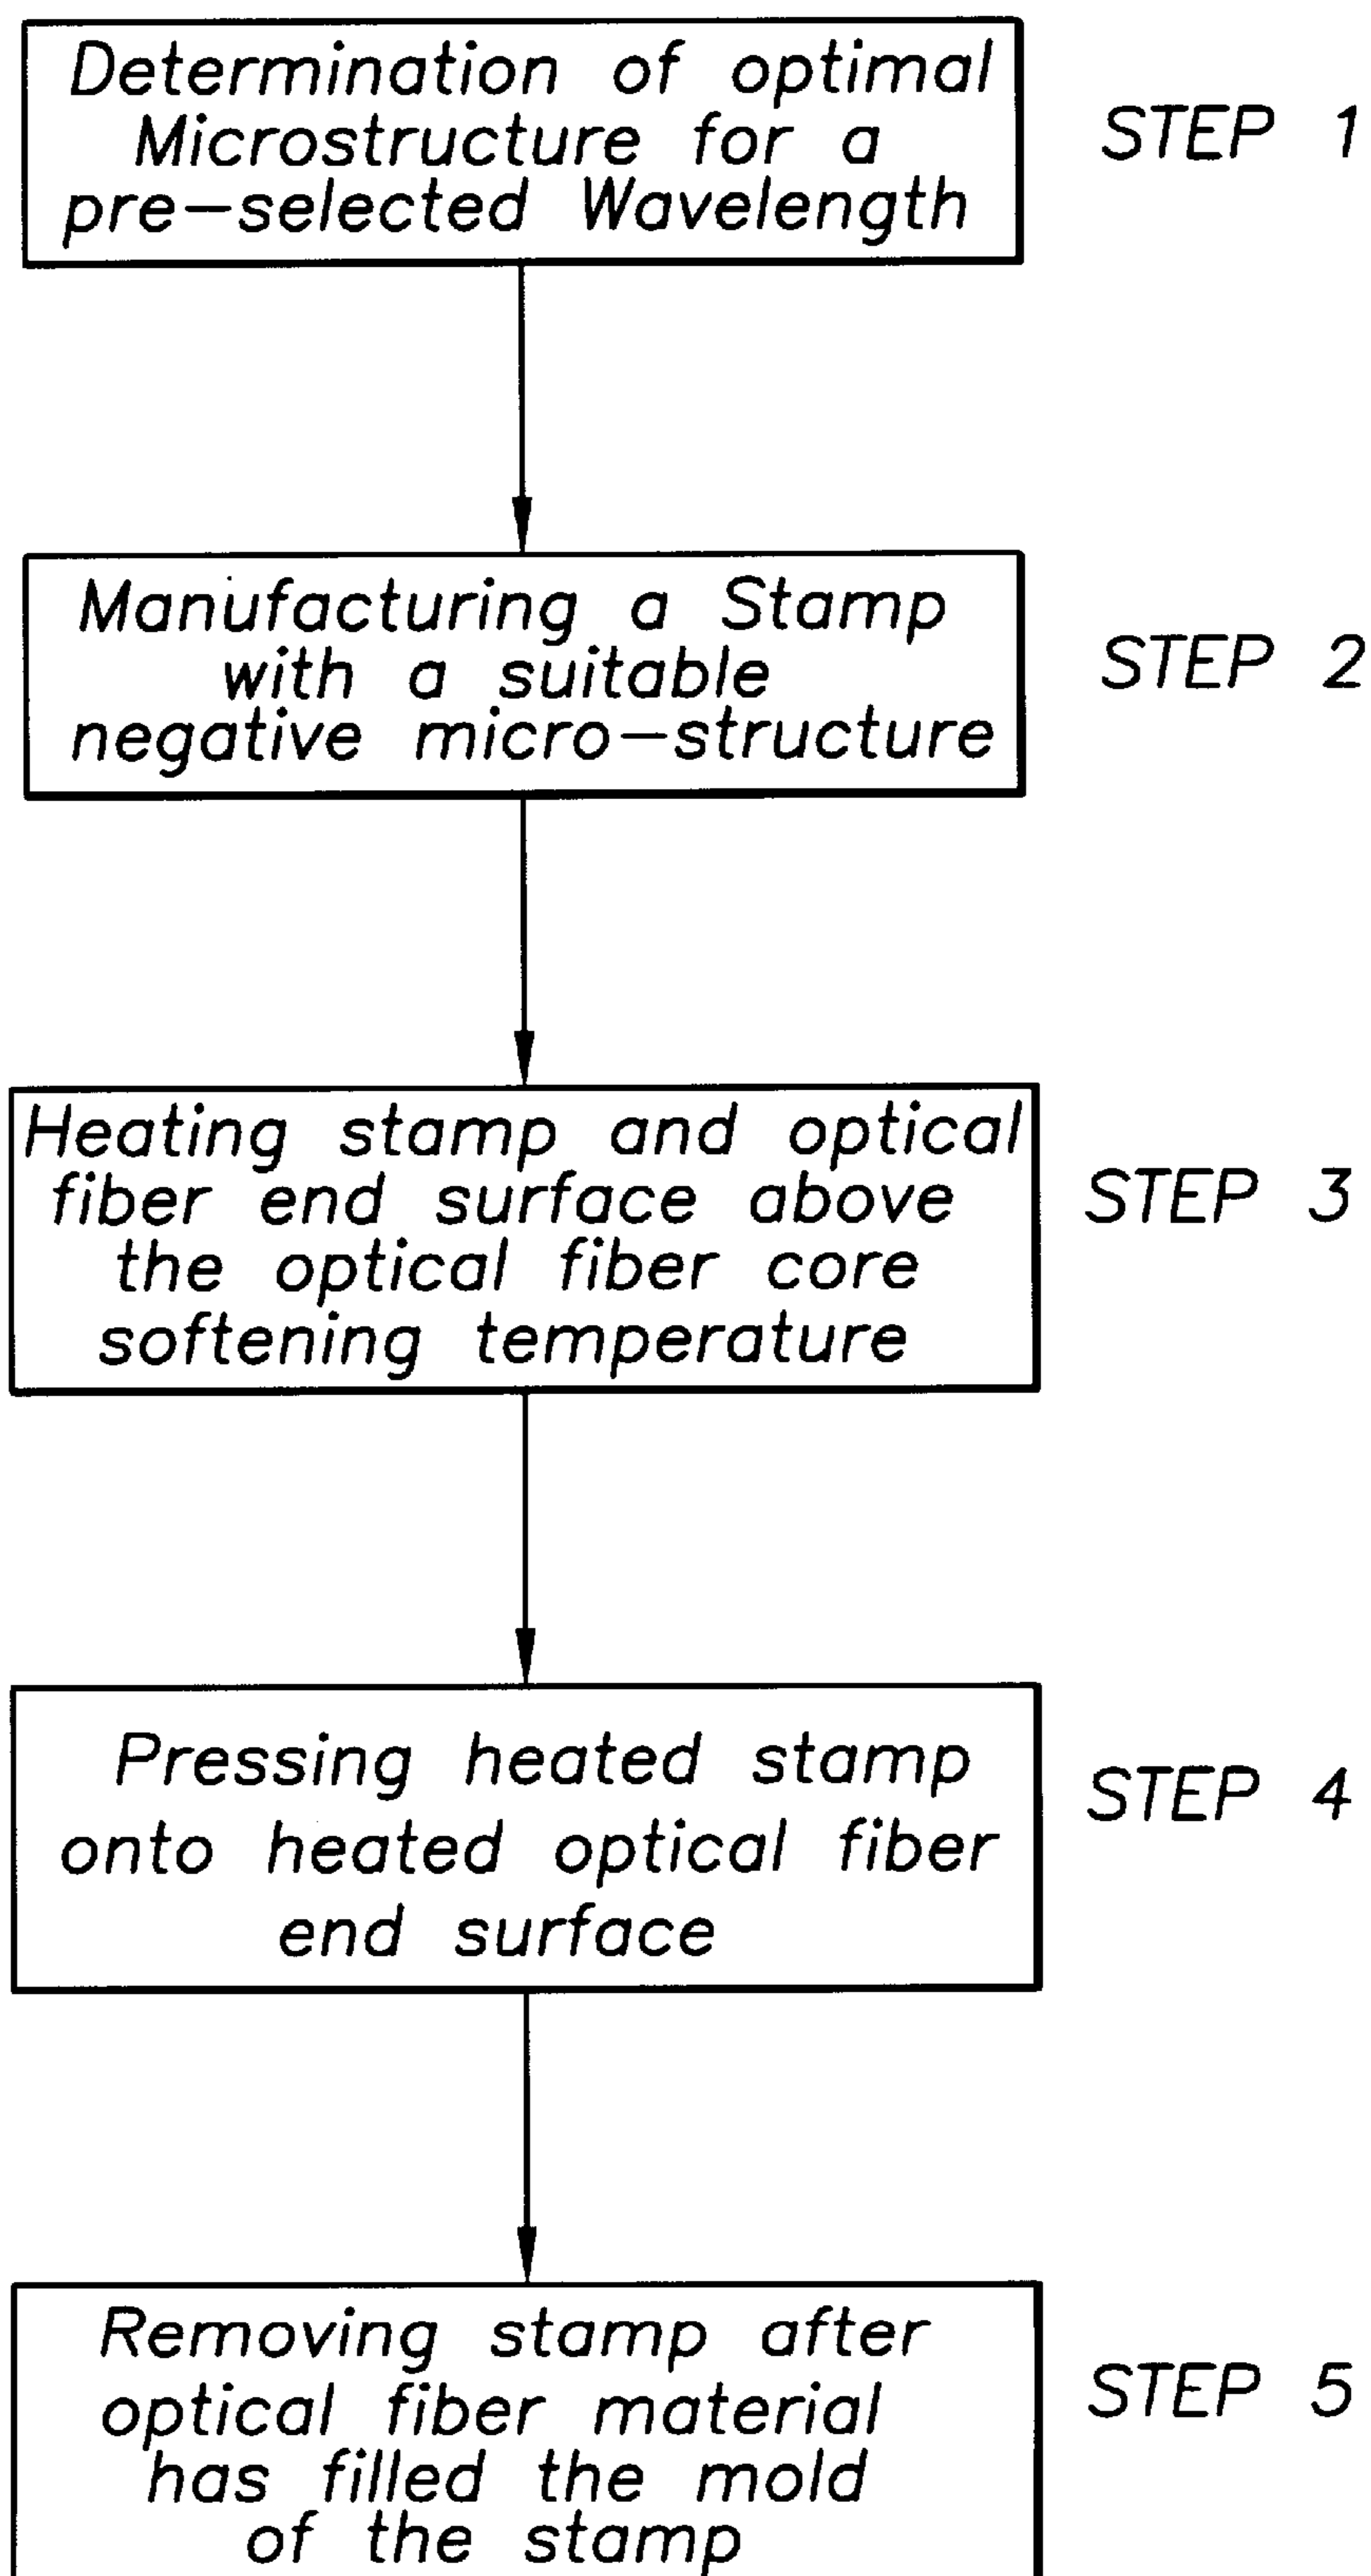 Determination of optimal
Microstructure for a
pre-selected Wavelength
STEP 1
Manufacturing a Stamp
with a suitable
negative micro-structure
STEP 2
Heating stamp and optical
fiber end surface above
the optical fiber core
softening temperature
STEP 3
Pressing heated stamp
onto heated optical fiber
end surface
STEP 4
Removing stamp after
optical fiber material
has filled the mold
of the stamp
STEP 5